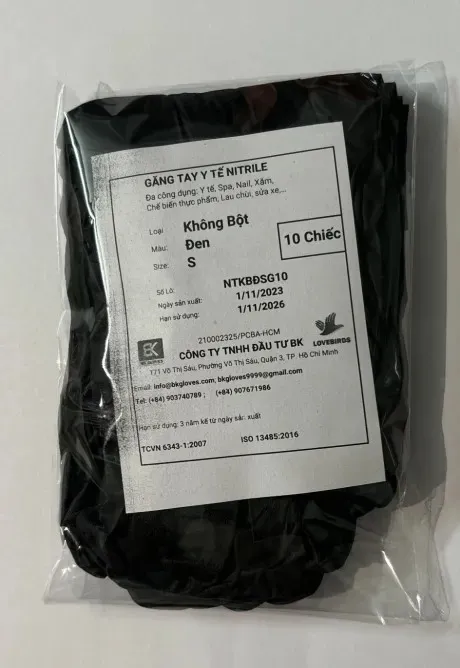 GĂNG TAY Y TẾ NITRILE
Đa công dụng: Y tế, Spa, Nail, Xăm,
Chế biến thực phẩm, Lau chùi, sửa xe,...
Loại Không Bột
Màu: Đen
Size: S
10 Chiếc
Số Lô: NTKBĐSG10
Ngày sản xuất: 1/11/2023
Hạn sử dụng: 1/11/2026
210002325/PCBA-HCM
BK
LOVEBIRDS
CÔNG TY TNHH ĐẦU TƯ BK
171 Võ Thị Sáu, Phường Võ Thị Sáu, Quận 3, TP Hồ Chí Minh
Email: info@bkgloves.com; bkgloves9999@gmail.com
Tel: (+84) 903740789 ; (+84) 907671986
Hạn sử dụng: 3 năm kể từ ngày sản xuất
TCVN 6343-1:2007 ISO 13485:2016